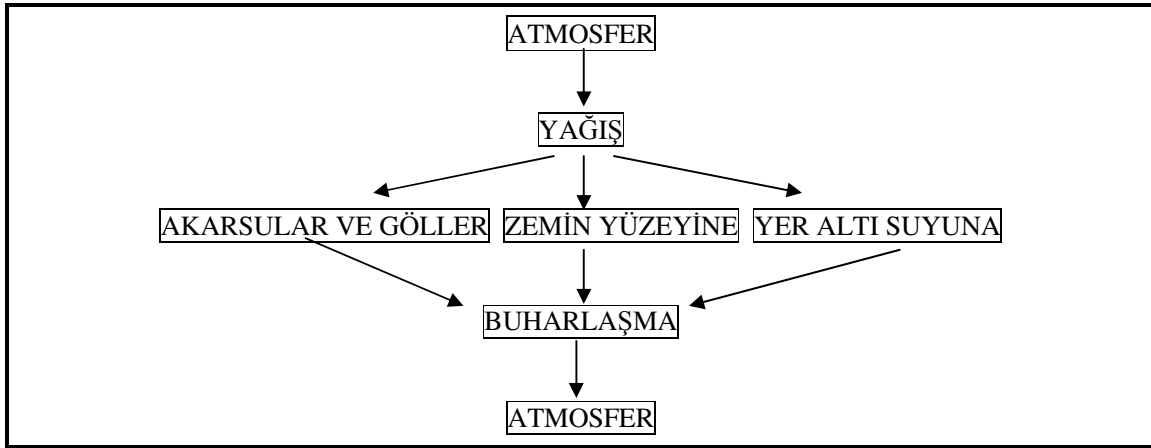 ATMOSFER
YAĞIŞ
AKARSULAR VE GÖLLER ZEMİN YÜZEYİNE YER ALTI SUYUNA
BUHARLAŞMA
ATMOSFER